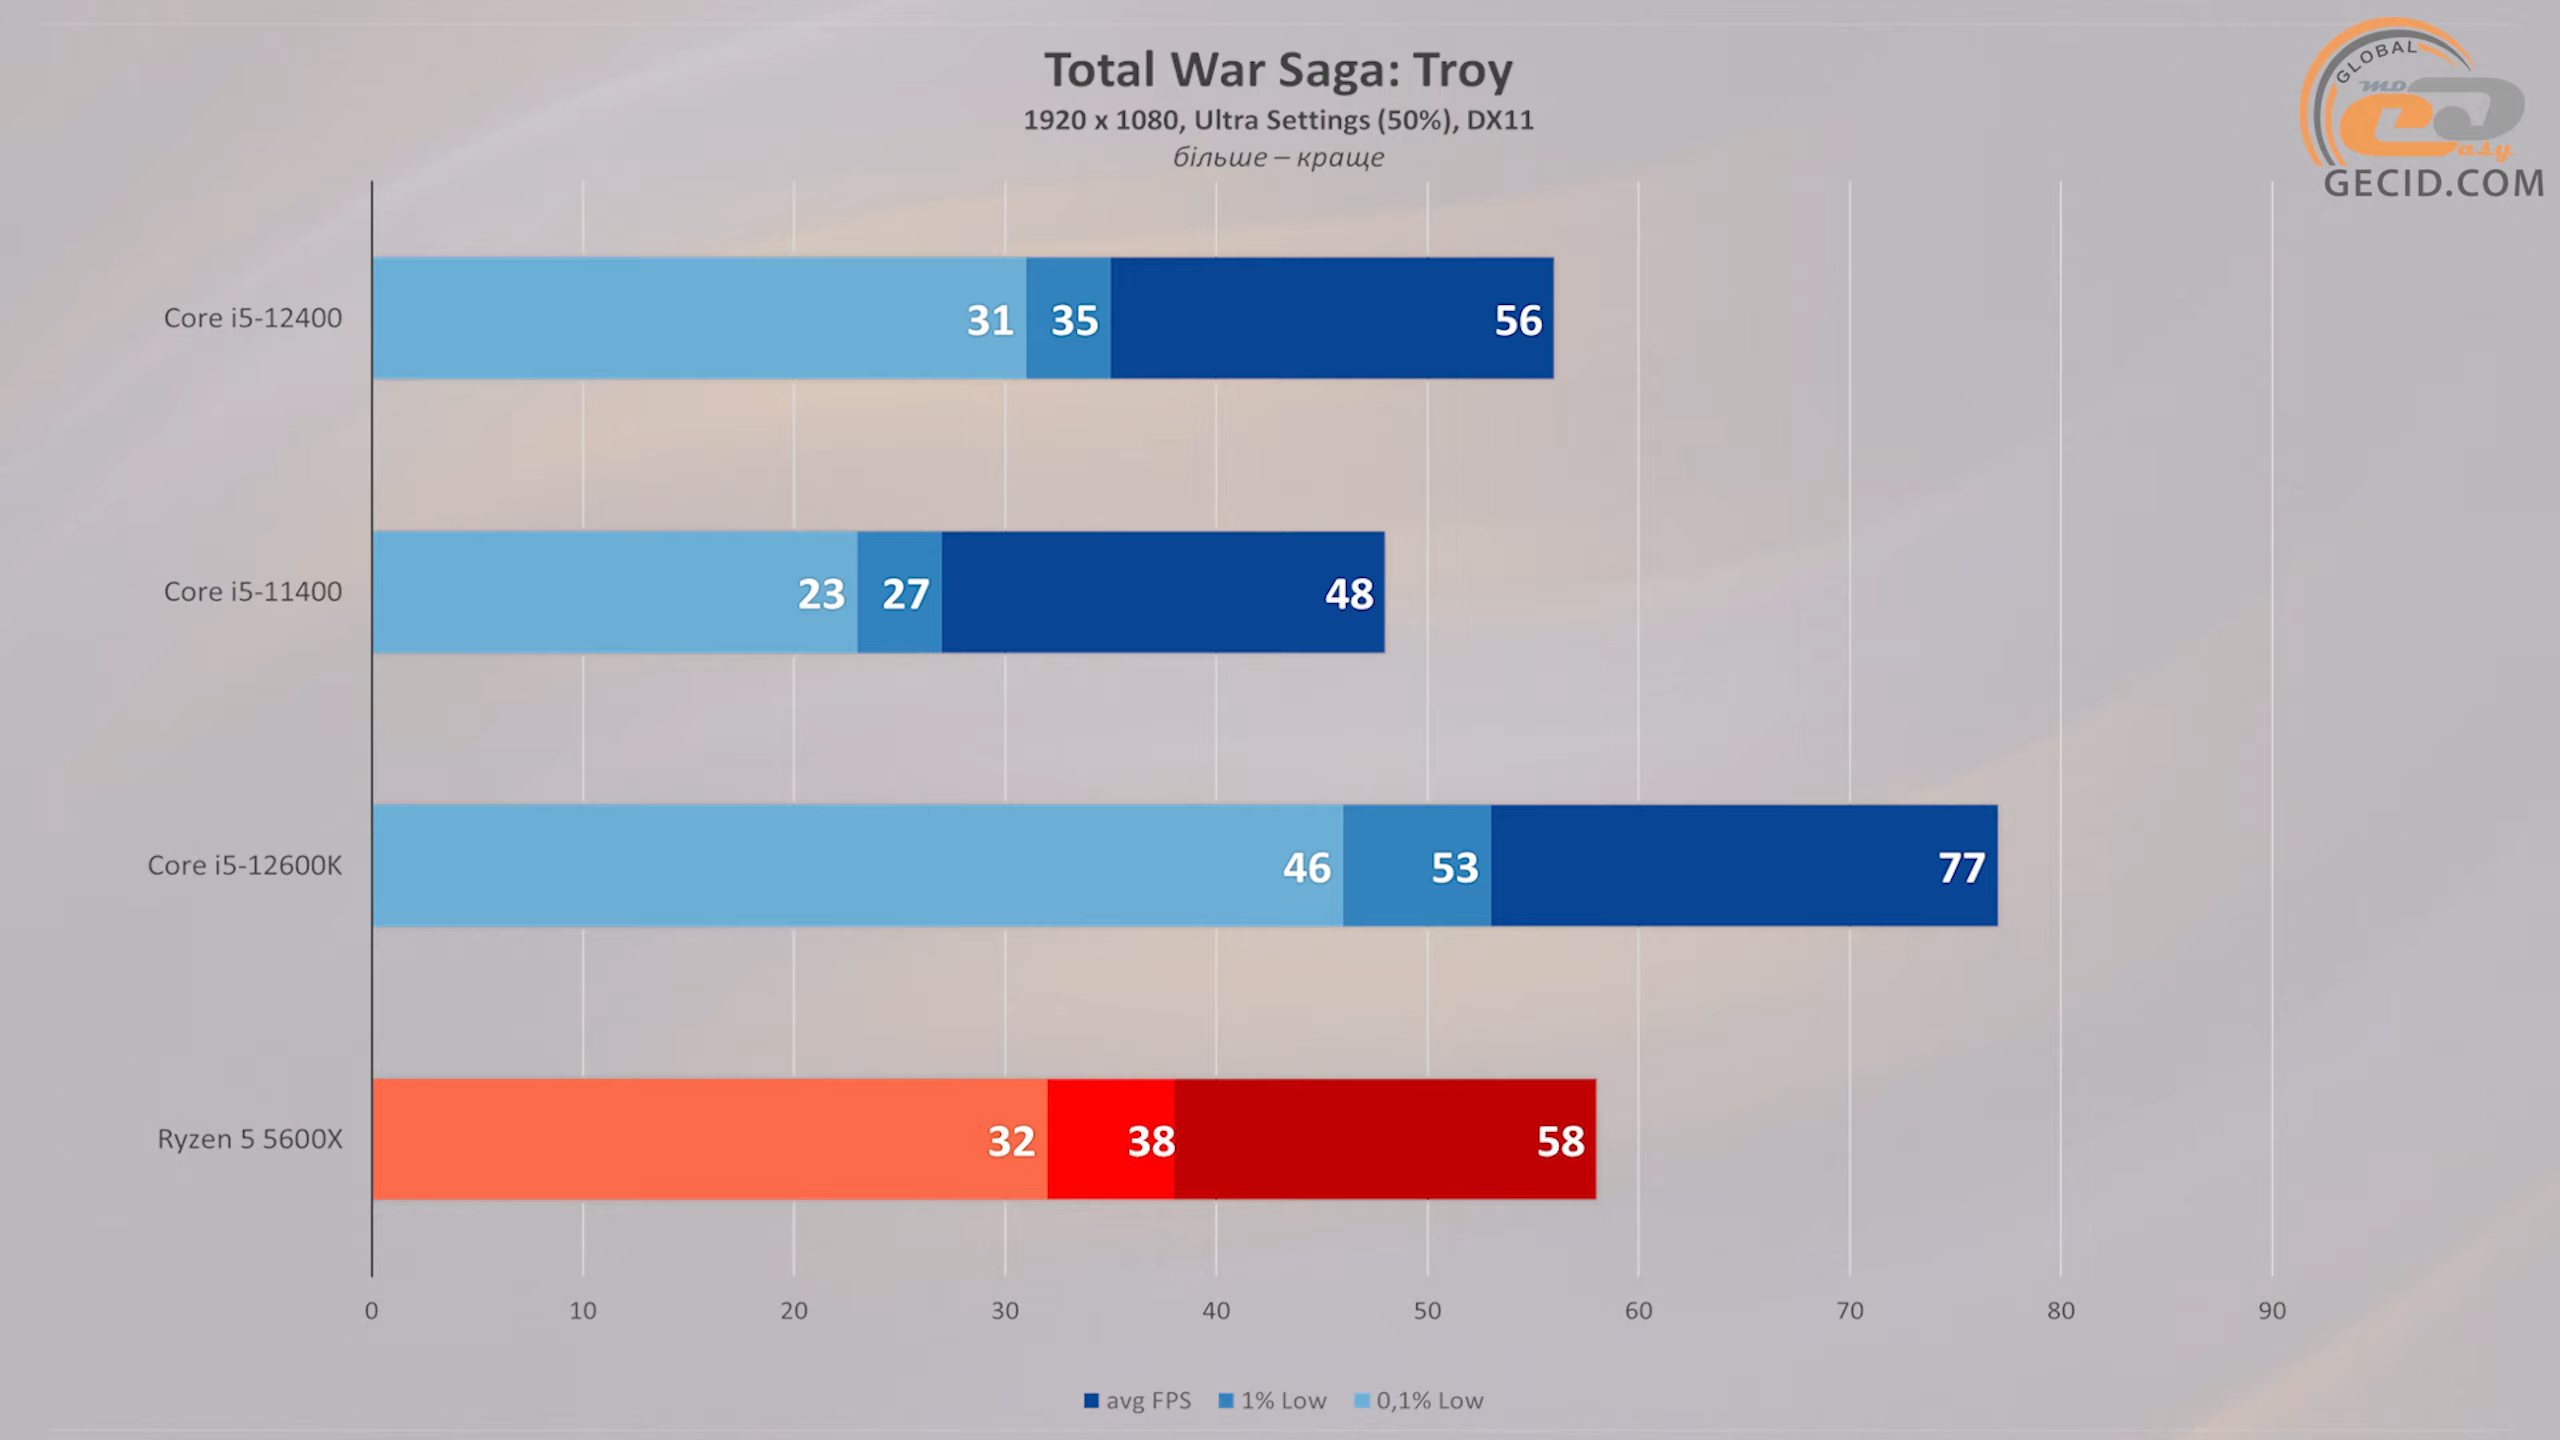 Total War Saga: Troy
1920 x 1080, Ultra Settings (50%), DX11
більше – краще
GLOBAL
easy
GECID.COM
Core i5-12400
31 35 56
Core i5-11400
23 27 48
Core i5-12600K
46 53 77
Ryzen 5 5600X
32 38 58
0 10 20 30 40 50 60 70 80 90
avg FPS 1% Low 0,1% Low